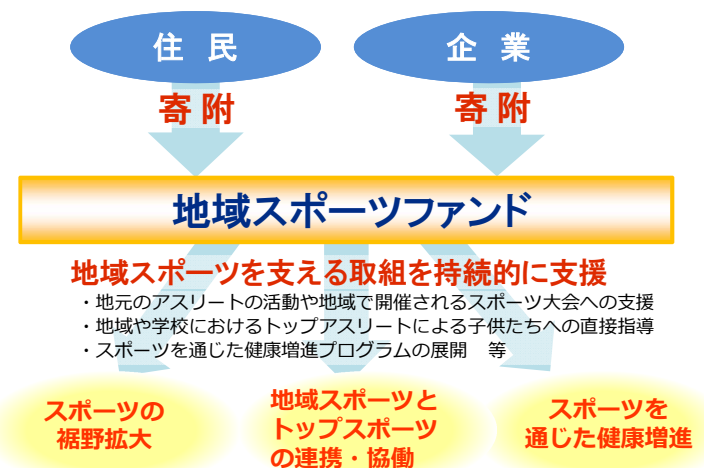 住 民
企 業
寄 附
寄 附
地域スポーツファンド
地域スポーツを支える取組を持続的に支援
・地元のアスリートの活動や地域で開催されるスポーツ大会への支援
・地域や学校におけるトップアスリートによる子供たちへの直接指導
・スポーツを通じた健康増進プログラムの展開　等
スポーツの
裾野拡大
地域スポーツと
トップスポーツ
の連携・協働
スポーツを
通じた健康増進